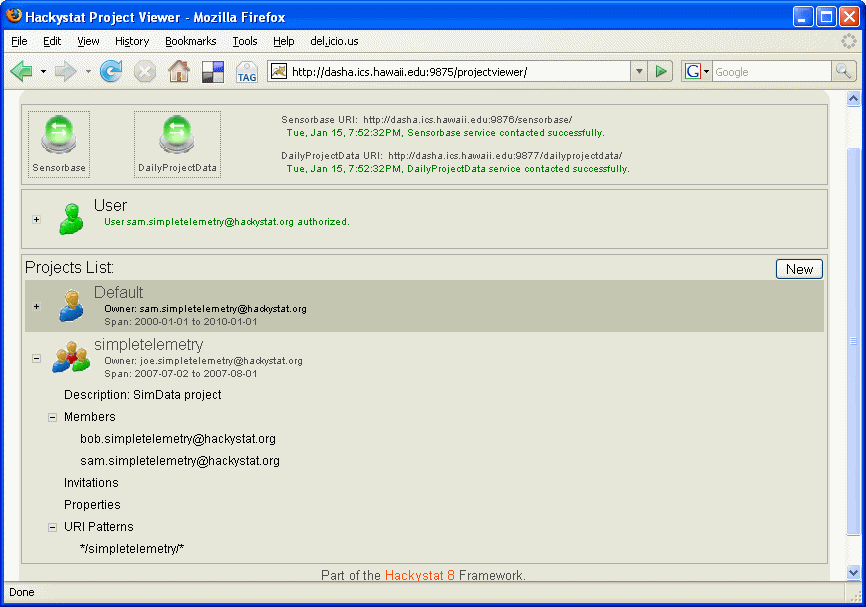 Hackystat Project Viewer - Mozilla Firefox
File Edit View History Bookmarks Tools Help del.icio.us
TAG http://dasha.ics.hawaii.edu:9875/projectviewer/ G Google
Sensorbase
DailyProjectData
Sensorbase URI: http://dasha.ics.hawaii.edu:9876/sensorbase/
Tue, Jan 15, 7:52:32PM, Sensorbase service contacted successfully.
DailyProjectData URI: http://dasha.ics.hawaii.edu:9877/dailyprojectdata/
Tue, Jan 15, 7:52:32PM, DailyProjectData service contacted successfully.
User
User sam.simpletelemetry@hackystat.org authorized.
Projects List: New
Default
Owner: sam.simpletelemetry@hackystat.org
Span: 2000-01-01 to 2010-01-01
simpletelemetry
Owner: joe.simpletelemetry@hackystat.org
Span: 2007-07-02 to 2007-08-01
Description: SimData project
Members
bob.simpletelemetry@hackystat.org
sam.simpletelemetry@hackystat.org
Invitations
Properties
URI Patterns
*/simpletelemetry/*
Part of the Hackystat 8 Framework.
Done